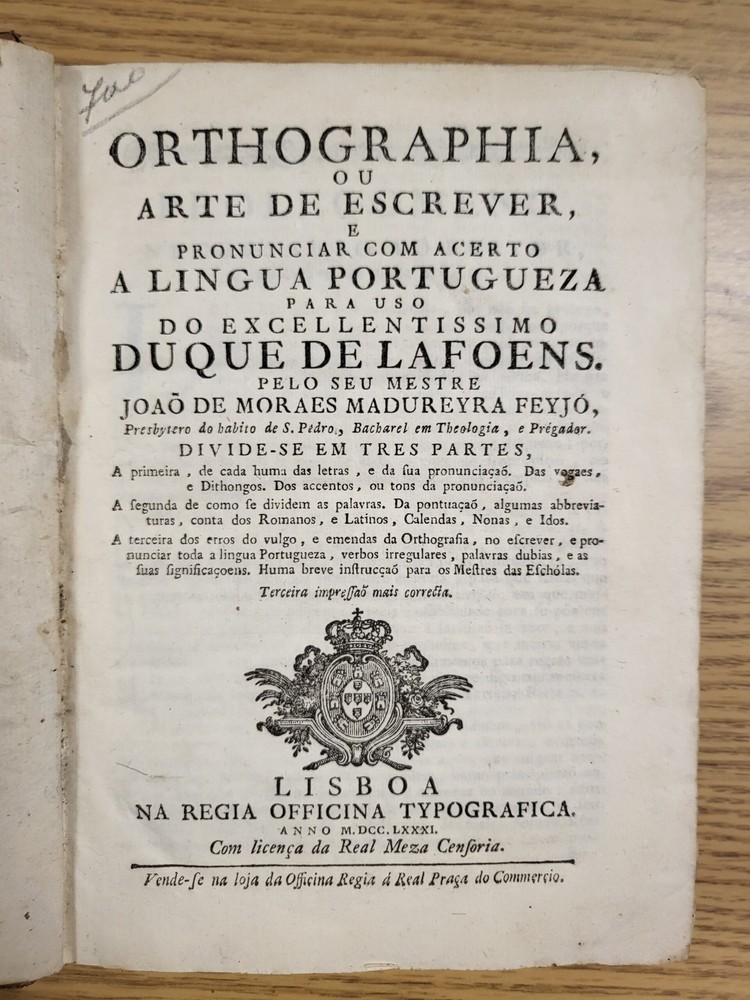 ORTHOGRAPHIA,
OU
ARTE DE ESCREVER,
E
PRONUNCIAR COM ACERTO
A LINGUA PORTUGUEZA
PARA USO
DO EXCELLENTISSIMO
DUQUE DE LAFOENS.
PELO SEU MESTRE
JOAÕ DE MORAES MADUREYRA FEYJÓ,
Presbytero do habito de S. Pedro, Bacharel em Theologia, e Prégador.
DIVIDE-SE EM TRES PARTES,
A primeira, de cada huma das letras, e da ſua pronunciaçaõ. Das vogaes,
e Dithongos. Dos accentos, ou tons da pronunciaçaõ.
A ſegunda de como ſe dividem as palavras. Da pontuaçaõ, algumas abbrevia-
turas, conta dos Romanos, e Latinos, Calendas, Nonas, e Idos.
A terceira dos erros do vulgo, e emendas da Orthografia, no eſcrever, e pro-
nunciar toda a lingua Portugueza, verbos irregulares, palavras dubias, e as
ſuas ſignificaçoens. Huma breve inſtrucçaõ para os Meſtres das Eſchólas.
Terceira impreſſaõ mais correcta.
LISBOA
NA REGIA OFFICINA TYPOGRAFICA.
ANNO M.DCC.LXXXI.
Com licença da Real Meza Cenſoria.
Vende-ſe na loja da Officina Regia á Real Praça do Commercio.